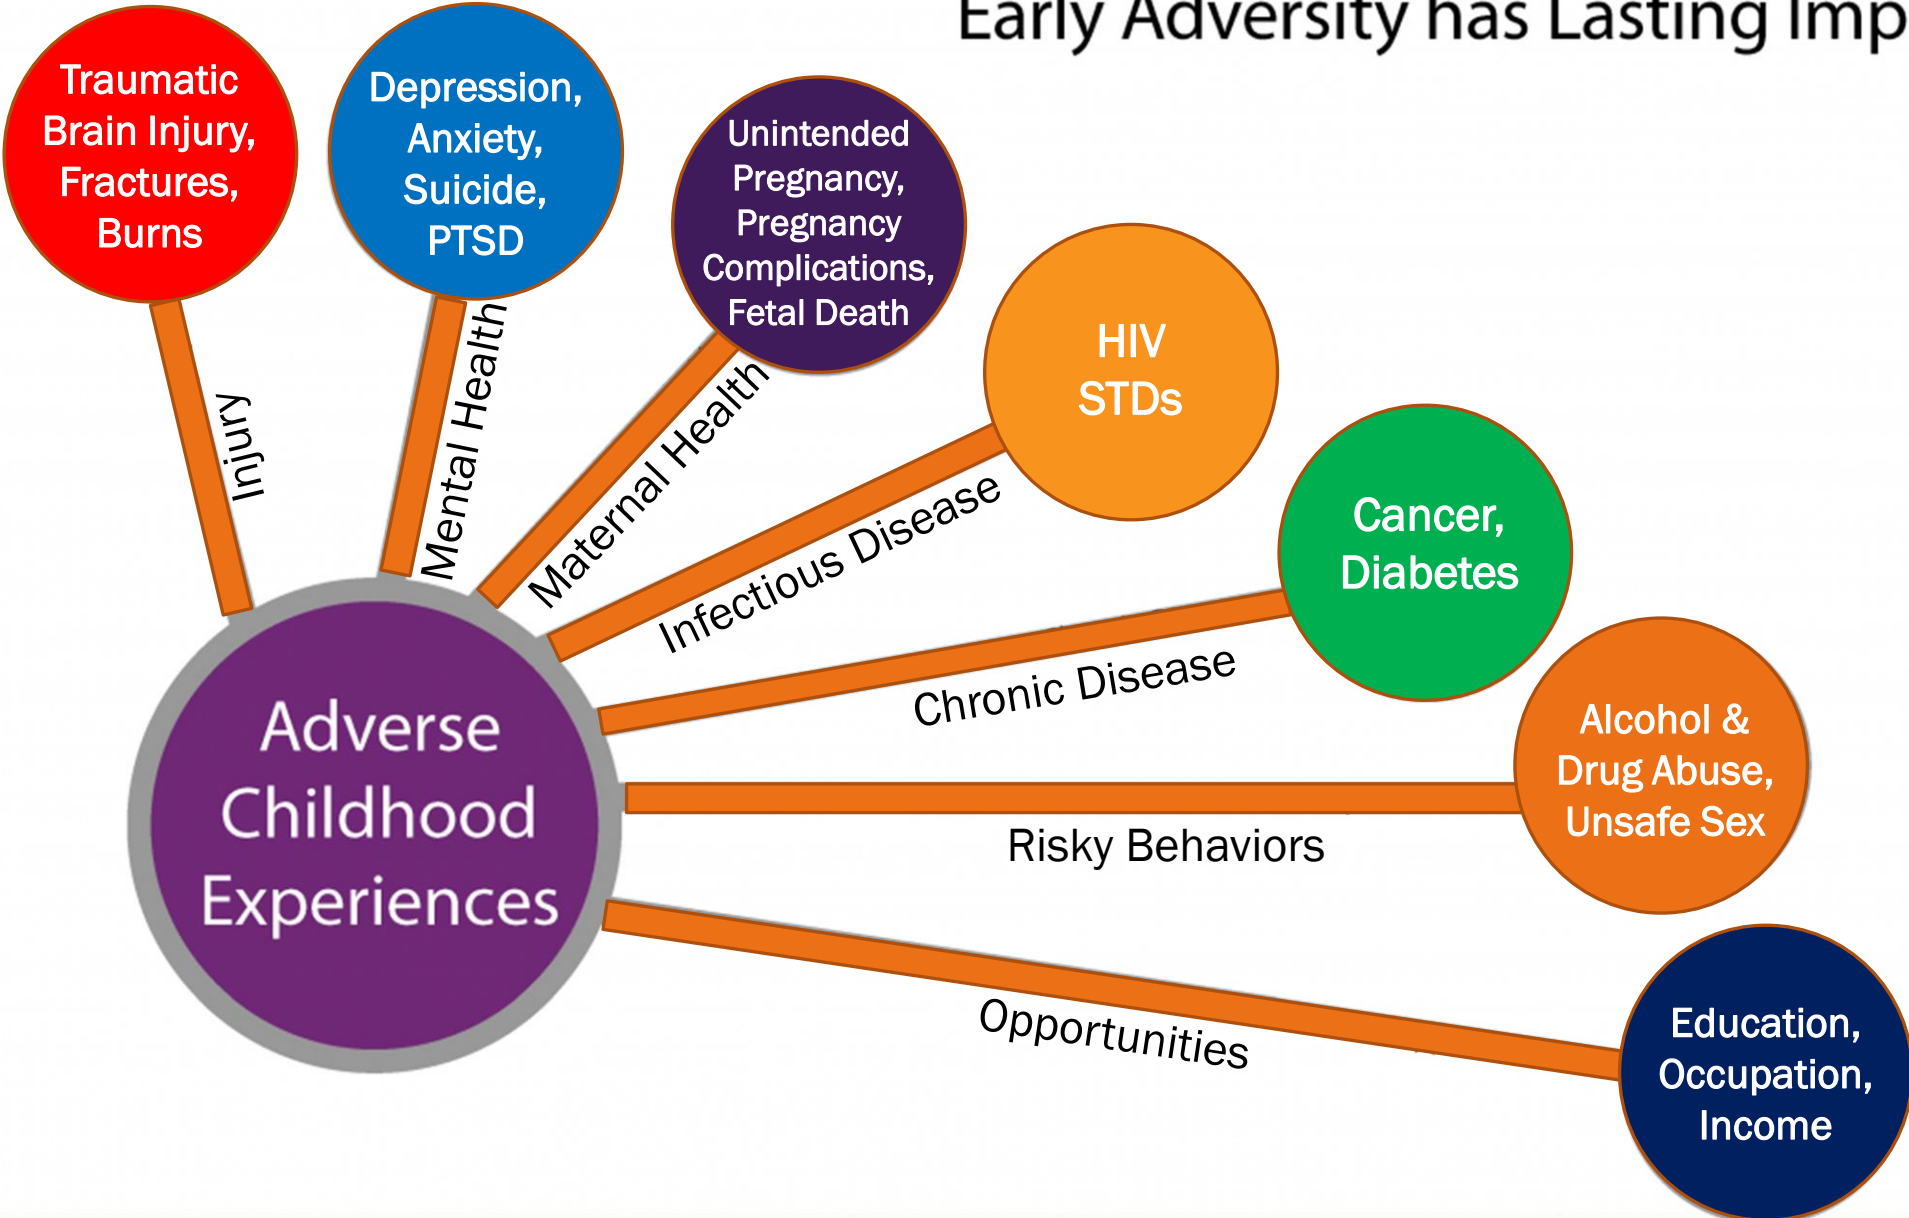 Early Adversity has Lasting Imp
Traumatic
Brain Injury,
Fractures,
Burns
Depression,
Anxiety,
Suicide,
PTSD
Unintended
Pregnancy,
Pregnancy
Complications,
Fetal Death
HIV
STDs
Cancer,
Diabetes
Alcohol &
Drug Abuse,
Unsafe Sex
Education,
Occupation,
Income
Injury
Mental Health
Maternal Health
Infectious Disease
Chronic Disease
Risky Behaviors
Opportunities
Adverse
Childhood
Experiences